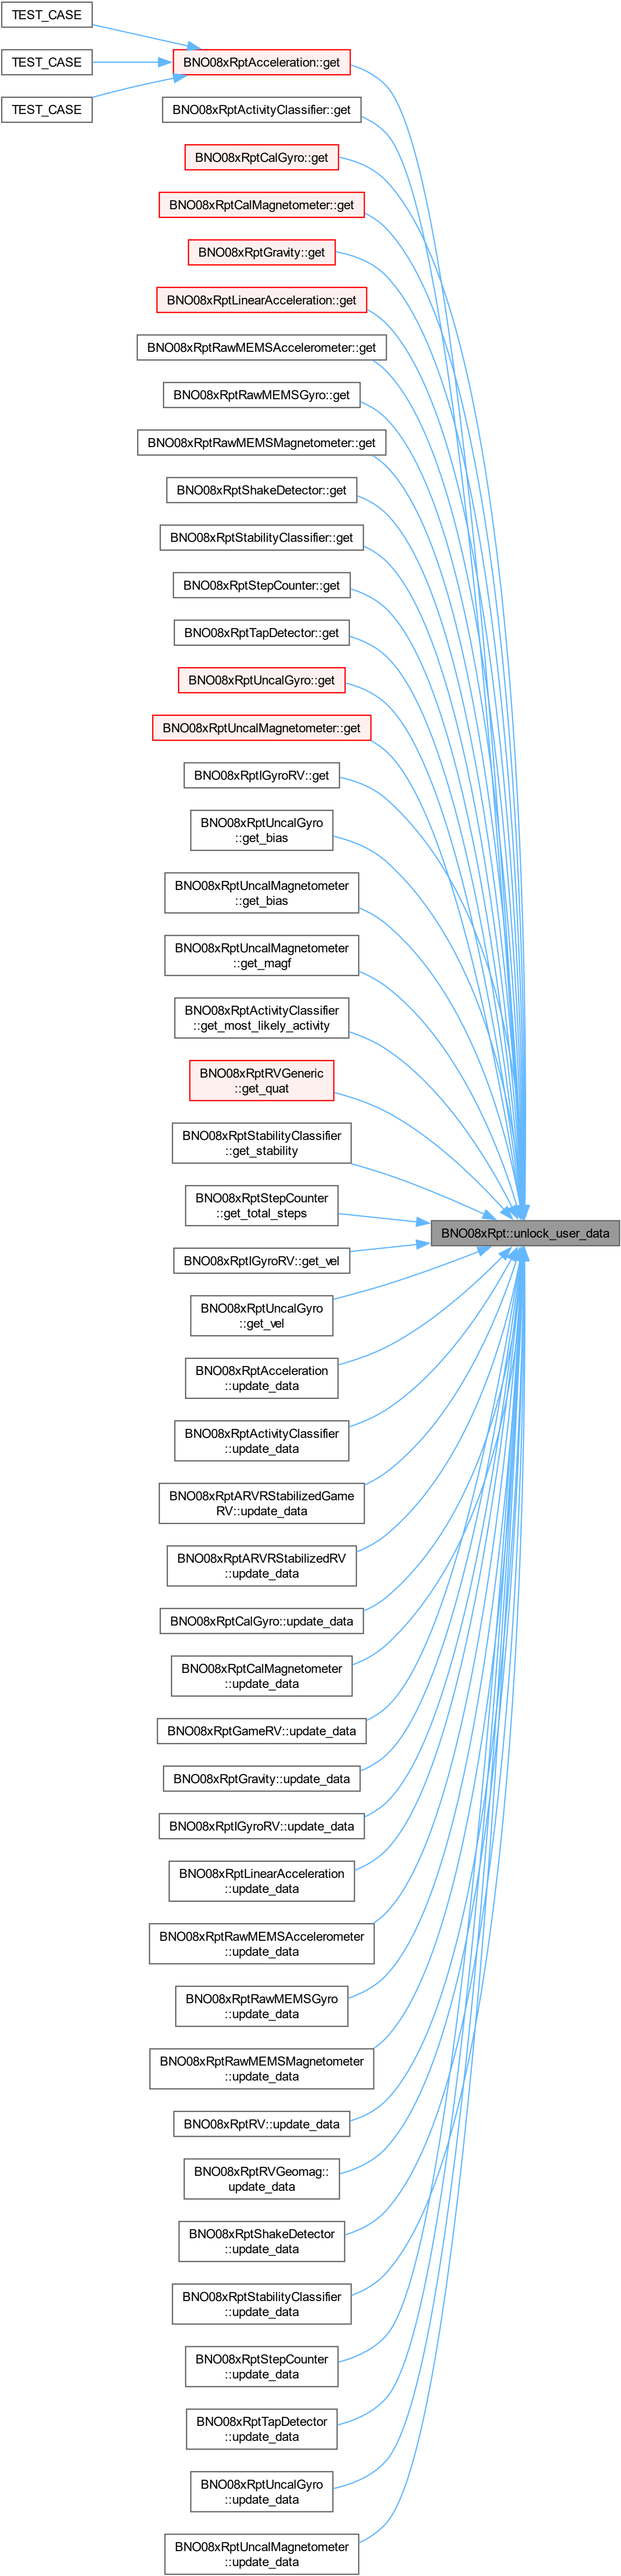 TEST_CASE
TEST_CASE
TEST_CASE
BNO08xRptAcceleration::get
BNO08xRptActivityClassifier::get
BNO08xRptCalGyro::get
BNO08xRptCalMagnetometer::get
BNO08xRptGravity::get
BNO08xRptLinearAcceleration::get
BNO08xRptRawMEMSAccelerometer::get
BNO08xRptRawMEMSGyro::get
BNO08xRptRawMEMSMagnetometer::get
BNO08xRptShakeDetector::get
BNO08xRptStabilityClassifier::get
BNO08xRptStepCounter::get
BNO08xRptTapDetector::get
BNO08xRptUncalGyro::get
BNO08xRptUncalMagnetometer::get
BNO08xRptIGyroRV::get
BNO08xRptUncalGyro
::get_bias
BNO08xRptUncalMagnetometer
::get_bias
BNO08xRptUncalMagnetometer
::get_magf
BNO08xRptActivityClassifier
::get_most_likely_activity
BNO08xRptRVGeneric
::get_quat
BNO08xRptStabilityClassifier
::get_stability
BNO08xRptStepCounter
::get_total_steps
BNO08xRptIGyroRV::get_vel
BNO08xRptUncalGyro
::get_vel
BNO08xRptAcceleration
::update_data
BNO08xRptActivityClassifier
::update_data
BNO08xRptARVRStabilizedGame
RV::update_data
BNO08xRptARVRStabilizedRV
::update_data
BNO08xRptCalGyro::update_data
BNO08xRptCalMagnetometer
::update_data
BNO08xRptGameRV::update_data
BNO08xRptGravity::update_data
BNO08xRptIGyroRV::update_data
BNO08xRptLinearAcceleration
::update_data
BNO08xRptRawMEMSAccelerometer
::update_data
BNO08xRptRawMEMSGyro
::update_data
BNO08xRptRawMEMSMagnetometer
::update_data
BNO08xRptRV::update_data
BNO08xRptRVGeomag::
update_data
BNO08xRptShakeDetector
::update_data
BNO08xRptStabilityClassifier
::update_data
BNO08xRptStepCounter
::update_data
BNO08xRptTapDetector
::update_data
BNO08xRptUncalGyro
::update_data
BNO08xRptUncalMagnetometer
::update_data
BNO08xRpt::unlock_user_data